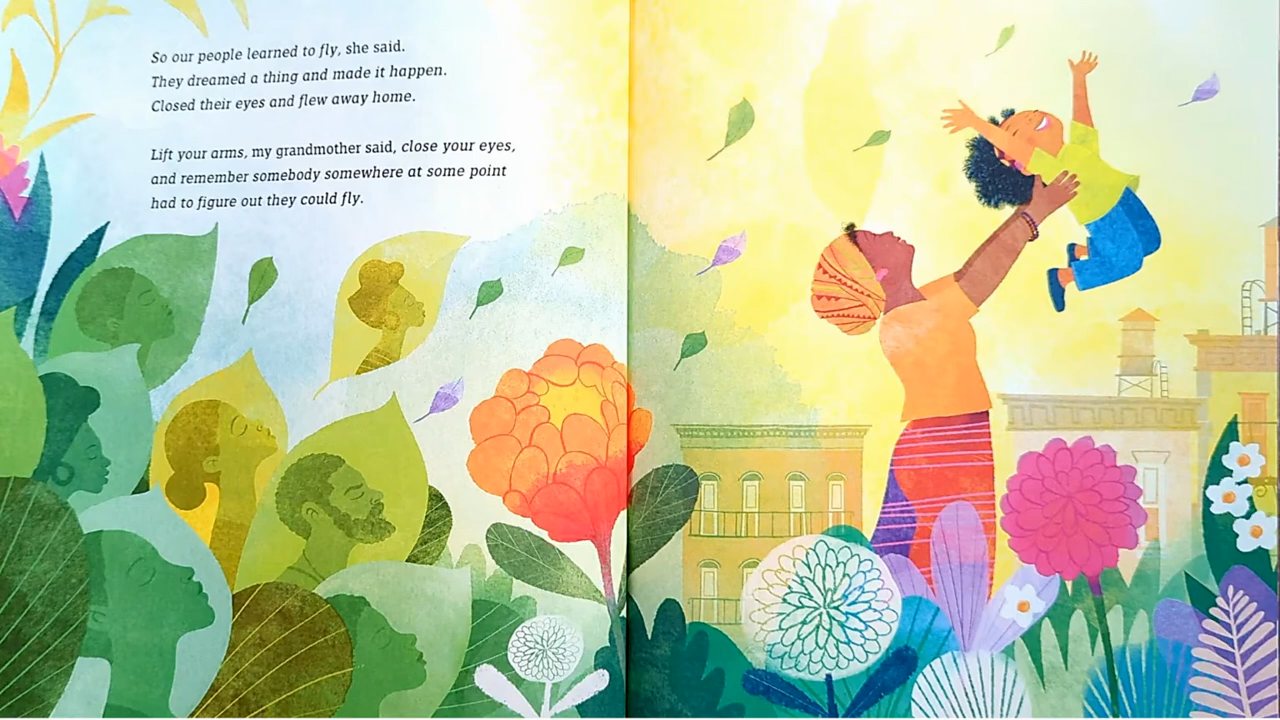 So our people learned to fly, she said.
They dreamed a thing and made it happen.
Closed their eyes and flew away home.
Lift your arms, my grandmother said, close your eyes,
and remember somebody somewhere at some point
had to figure out they could fly.